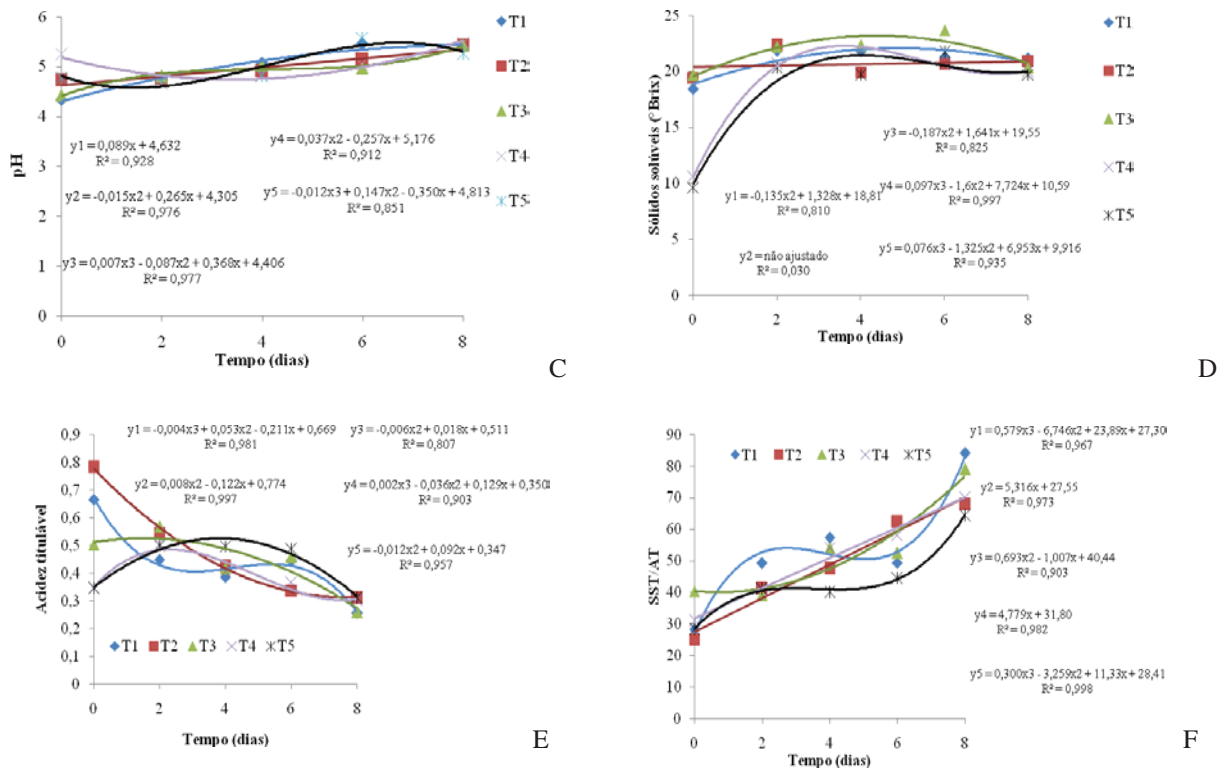 6
5
4
3
2
1
0
pH
0 2 4 6 8
Tempo (dias)
T1
T2
T3
T4
T5
y1 = 0,089x + 4,632
R² = 0,928
y4 = 0,037x2 - 0,257x + 5,176
R² = 0,912
y2 = -0,015x2 + 0,265x + 4,305
R² = 0,976
y5 = -0,012x3 + 0,147x2 - 0,350x + 4,813
R² = 0,851
y3 = 0,007x3 - 0,087x2 + 0,368x + 4,406
R² = 0,977
C
25
20
15
10
5
0
Sólidos solúveis (°Brix)
0 2 4 6 8
Tempo (dias)
T1
T2
T3
T4
T5
y3 = -0,187x2 + 1,641x + 19,55
R² = 0,825
y1 = -0,135x2 + 1,328x + 18,81
R² = 0,810
y4 = 0,097x3 - 1,6x2 + 7,724x + 10,59
R² = 0,997
y2 = não ajustado
R² = 0,030
y5 = 0,076x3 - 1,325x2 + 6,953x + 9,916
R² = 0,935
D
y1 = -0,004x3 + 0,053x2 - 0,211x + 0,669
R² = 0,981
y3 = -0,006x2 + 0,018x + 0,511
R² = 0,807
y2 = 0,008x2 - 0,122x + 0,774
R² = 0,997
y4 = 0,002x3 - 0,036x2 + 0,129x + 0,350
R² = 0,903
y5 = -0,012x2 + 0,092x + 0,347
R² = 0,957
0,9
0,8
0,7
0,6
0,5
0,4
0,3
0,2
0,1
0
Acidez titulável
T1 T2 T3 T4 T5
0 2 4 6 8
Tempo (dias)
E
90
80
70
60
50
40
30
20
10
0
SST/AT
T1 T2 T3 T4 T5
0 2 4 6 8
Tempo (dias)
y1 = 0,579x3 - 6,746x2 + 23,89x + 27,30
R² = 0,967
y2 = 5,316x + 27,55
R² = 0,973
y3 = 0,693x2 - 1,007x + 40,44
R² = 0,903
y4 = 4,779x + 31,80
R² = 0,982
y5 = 0,300x3 - 3,259x2 + 11,33x + 28,41
R² = 0,998
F